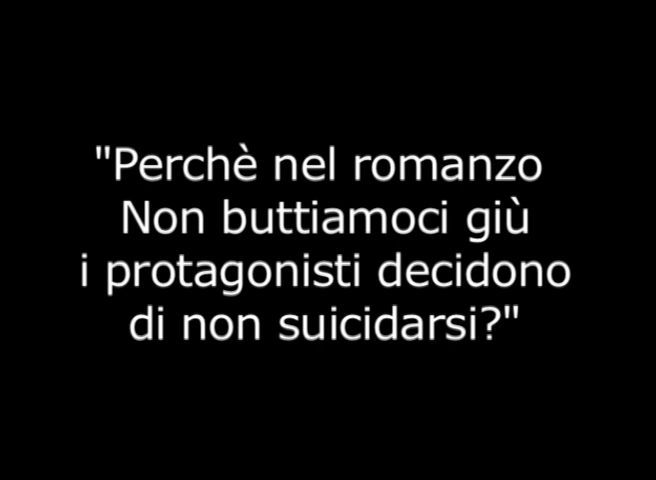 "Perchè nel romanzo
Non buttiamoci giù
i protagonisti decidono
di non suicidarsi?"